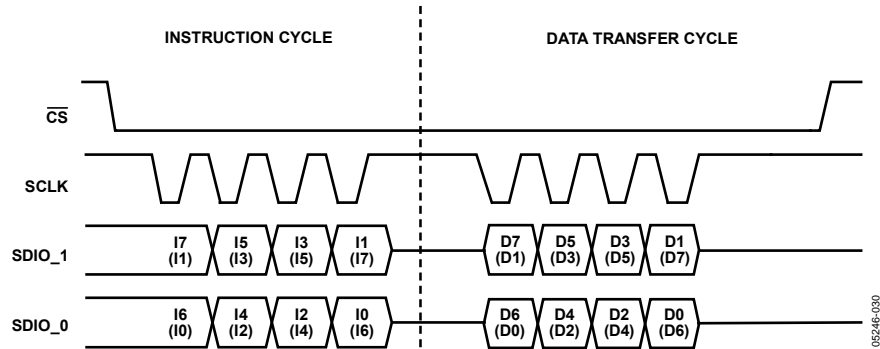 INSTRUCTION CYCLE DATA TRANSFER CYCLE
CS
SCLK
SDIO_1 I7 I5 I3 I1 D7 D5 D3 D1
(I1) (I3) (I5) (I7) (D1) (D3) (D5) (D7)
SDIO_0 I6 I4 I2 I0 D6 D4 D2 D0
(I0) (I2) (I4) (I6) (D0) (D2) (D4) (D6)
05246-030